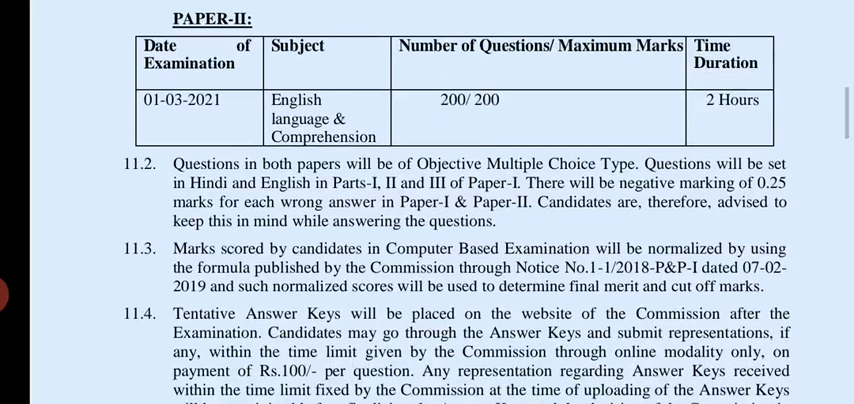 PAPER-II:
Date of Examination Subject Number of Questions/ Maximum Marks Time Duration
01-03-2021 English language & Comprehension 200/ 200 2 Hours
11.2. Questions in both papers will be of Objective Multiple Choice Type. Questions will be set
in Hindi and English in Parts-I, II and III of Paper-I. There will be negative marking of 0.25
marks for each wrong answer in Paper-I & Paper-II. Candidates are, therefore, advised to
keep this in mind while answering the questions.
11.3. Marks scored by candidates in Computer Based Examination will be normalized by using
the formula published by the Commission through Notice No.1-1/2018-P&P-I dated 07-02-
2019 and such normalized scores will be used to determine final merit and cut off marks.
11.4. Tentative Answer Keys will be placed on the website of the Commission after the
Examination. Candidates may go through the Answer Keys and submit representations, if
any, within the time limit given by the Commission through online modality only, on
payment of Rs.100/- per question. Any representation regarding Answer Keys received
within the time limit fixed by the Commission at the time of uploading of the Answer Keys